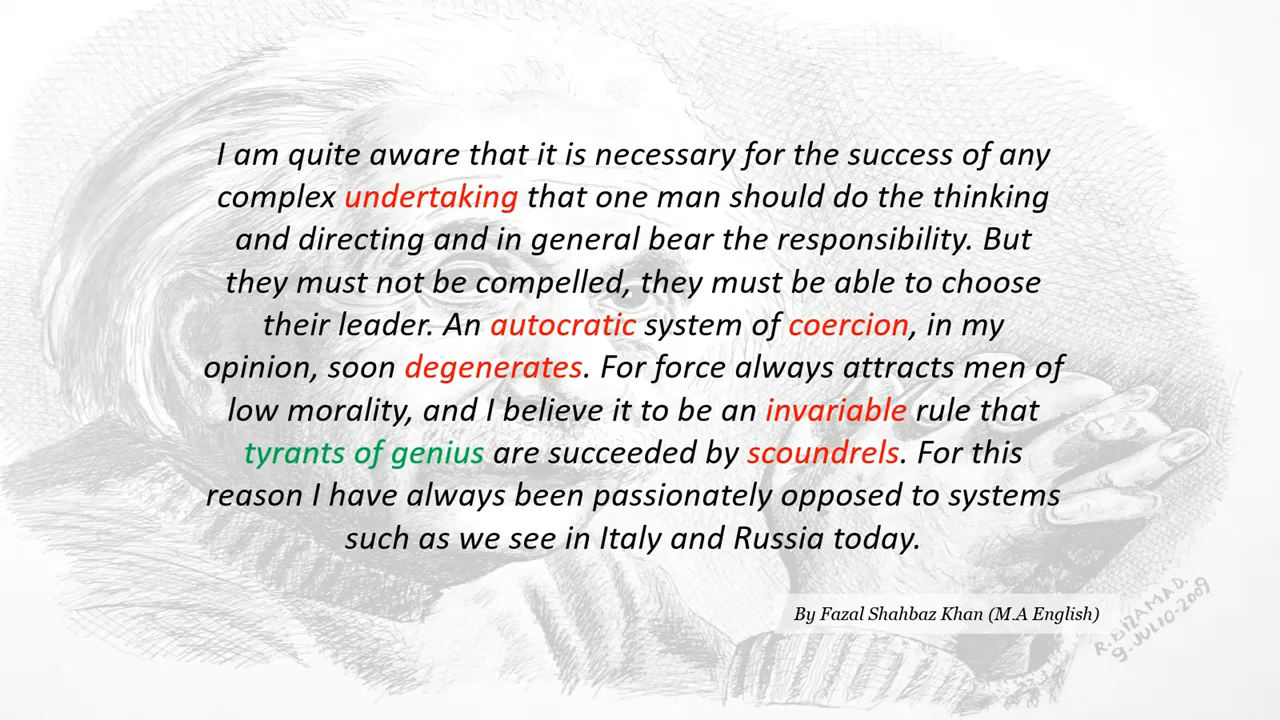 I am quite aware that it is necessary for the success of any
complex undertaking that one man should do the thinking
and directing and in general bear the responsibility. But
they must not be compelled, they must be able to choose
their leader. An autocratic system of coercion, in my
opinion, soon degenerates. For force always attracts men of
low morality, and I believe it to be an invariable rule that
tyrants of genius are succeeded by scoundrels. For this
reason I have always been passionately opposed to systems
such as we see in Italy and Russia today.
By Fazal Shahbaz Khan (M.A English)
R. DIZAMA D.
9. JULIO-2009